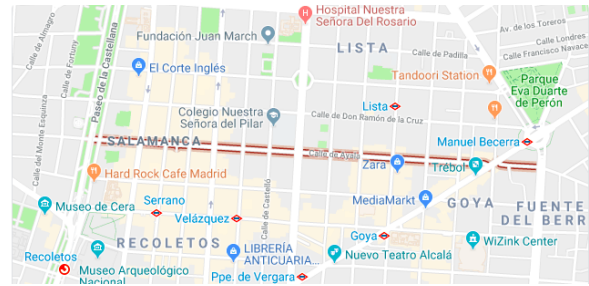 Hospital Nuestra
Señora Del Rosario
Calle de Almagro
Calle de Fortuny
Paseo de la Castellana
Fundación Juan March
LISTA
Av. de los Toreros
Calle Londres
Calle Francisco Navace
Calle de Padilla
El Corte Inglés
Tandoori Station
Parque
Eva Duarte
de Perón
Calle del Monte Esquinza
Colegio Nuestra
Señora del Pilar
Lista
Calle de Don Ramón de la Cruz
SALAMANCA
Manuel Becerra
Calle de Ayala
Zara
Trébol
Hard Rock Cafe Madrid
Calle de Castelló
MediaMarkt
Museo de Cera
Serrano
Velázquez
GOYA
FUENTE
DEL BERR
RECOLETOS
Goya
WiZink Center
Recoletos
Museo Arqueológico
Nacional
LIBRERÍA
ANTICUARIA...
Nuevo Teatro Alcalá
Ppe. de Vergara